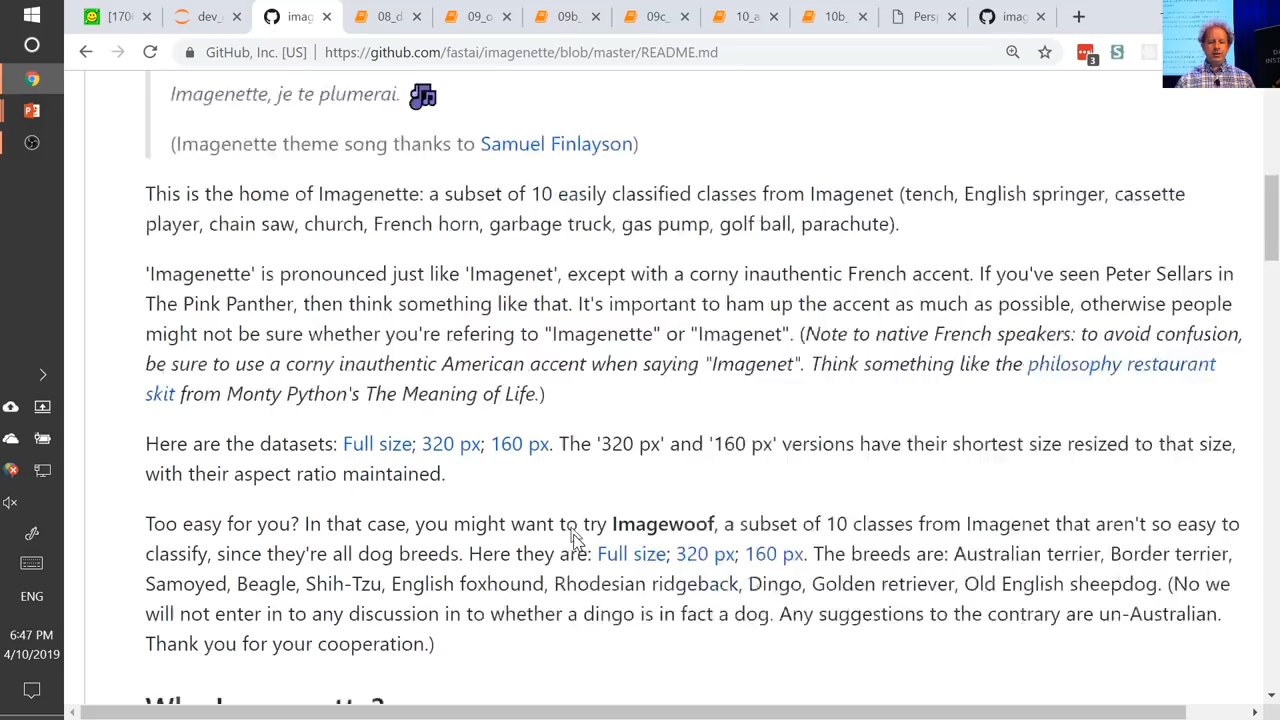 [170
dev_
imag
08_d
09b_
09c_
10_a
10b_
Pers
imag
GitHub, Inc. [US] https://github.com/fastai/imagenette/blob/master/README.md
3
Imagenette, je te plumerai.
(Imagenette theme song thanks to Samuel Finlayson)
This is the home of Imagenette: a subset of 10 easily classified classes from Imagenet (tench, English springer, cassette
player, chain saw, church, French horn, garbage truck, gas pump, golf ball, parachute).
'Imagenette' is pronounced just like 'Imagenet', except with a corny inauthentic French accent. If you've seen Peter Sellars in
The Pink Panther, then think something like that. It's important to ham up the accent as much as possible, otherwise people
might not be sure whether you're refering to "Imagenette" or "Imagenet". (Note to native French speakers: to avoid confusion,
be sure to use a corny inauthentic American accent when saying "Imagenet". Think something like the philosophy restaurant
skit from Monty Python's The Meaning of Life.)
Here are the datasets: Full size; 320 px; 160 px. The '320 px' and '160 px' versions have their shortest size resized to that size,
with their aspect ratio maintained.
Too easy for you? In that case, you might want to try Imagewoof, a subset of 10 classes from Imagenet that aren't so easy to
classify, since they're all dog breeds. Here they are: Full size; 320 px; 160 px. The breeds are: Australian terrier, Border terrier,
Samoyed, Beagle, Shih-Tzu, English foxhound, Rhodesian ridgeback, Dingo, Golden retriever, Old English sheepdog. (No we
will not enter in to any discussion in to whether a dingo is in fact a dog. Any suggestions to the contrary are un-Australian.
Thank you for your cooperation.)
ENG
6:47 PM
4/10/2019